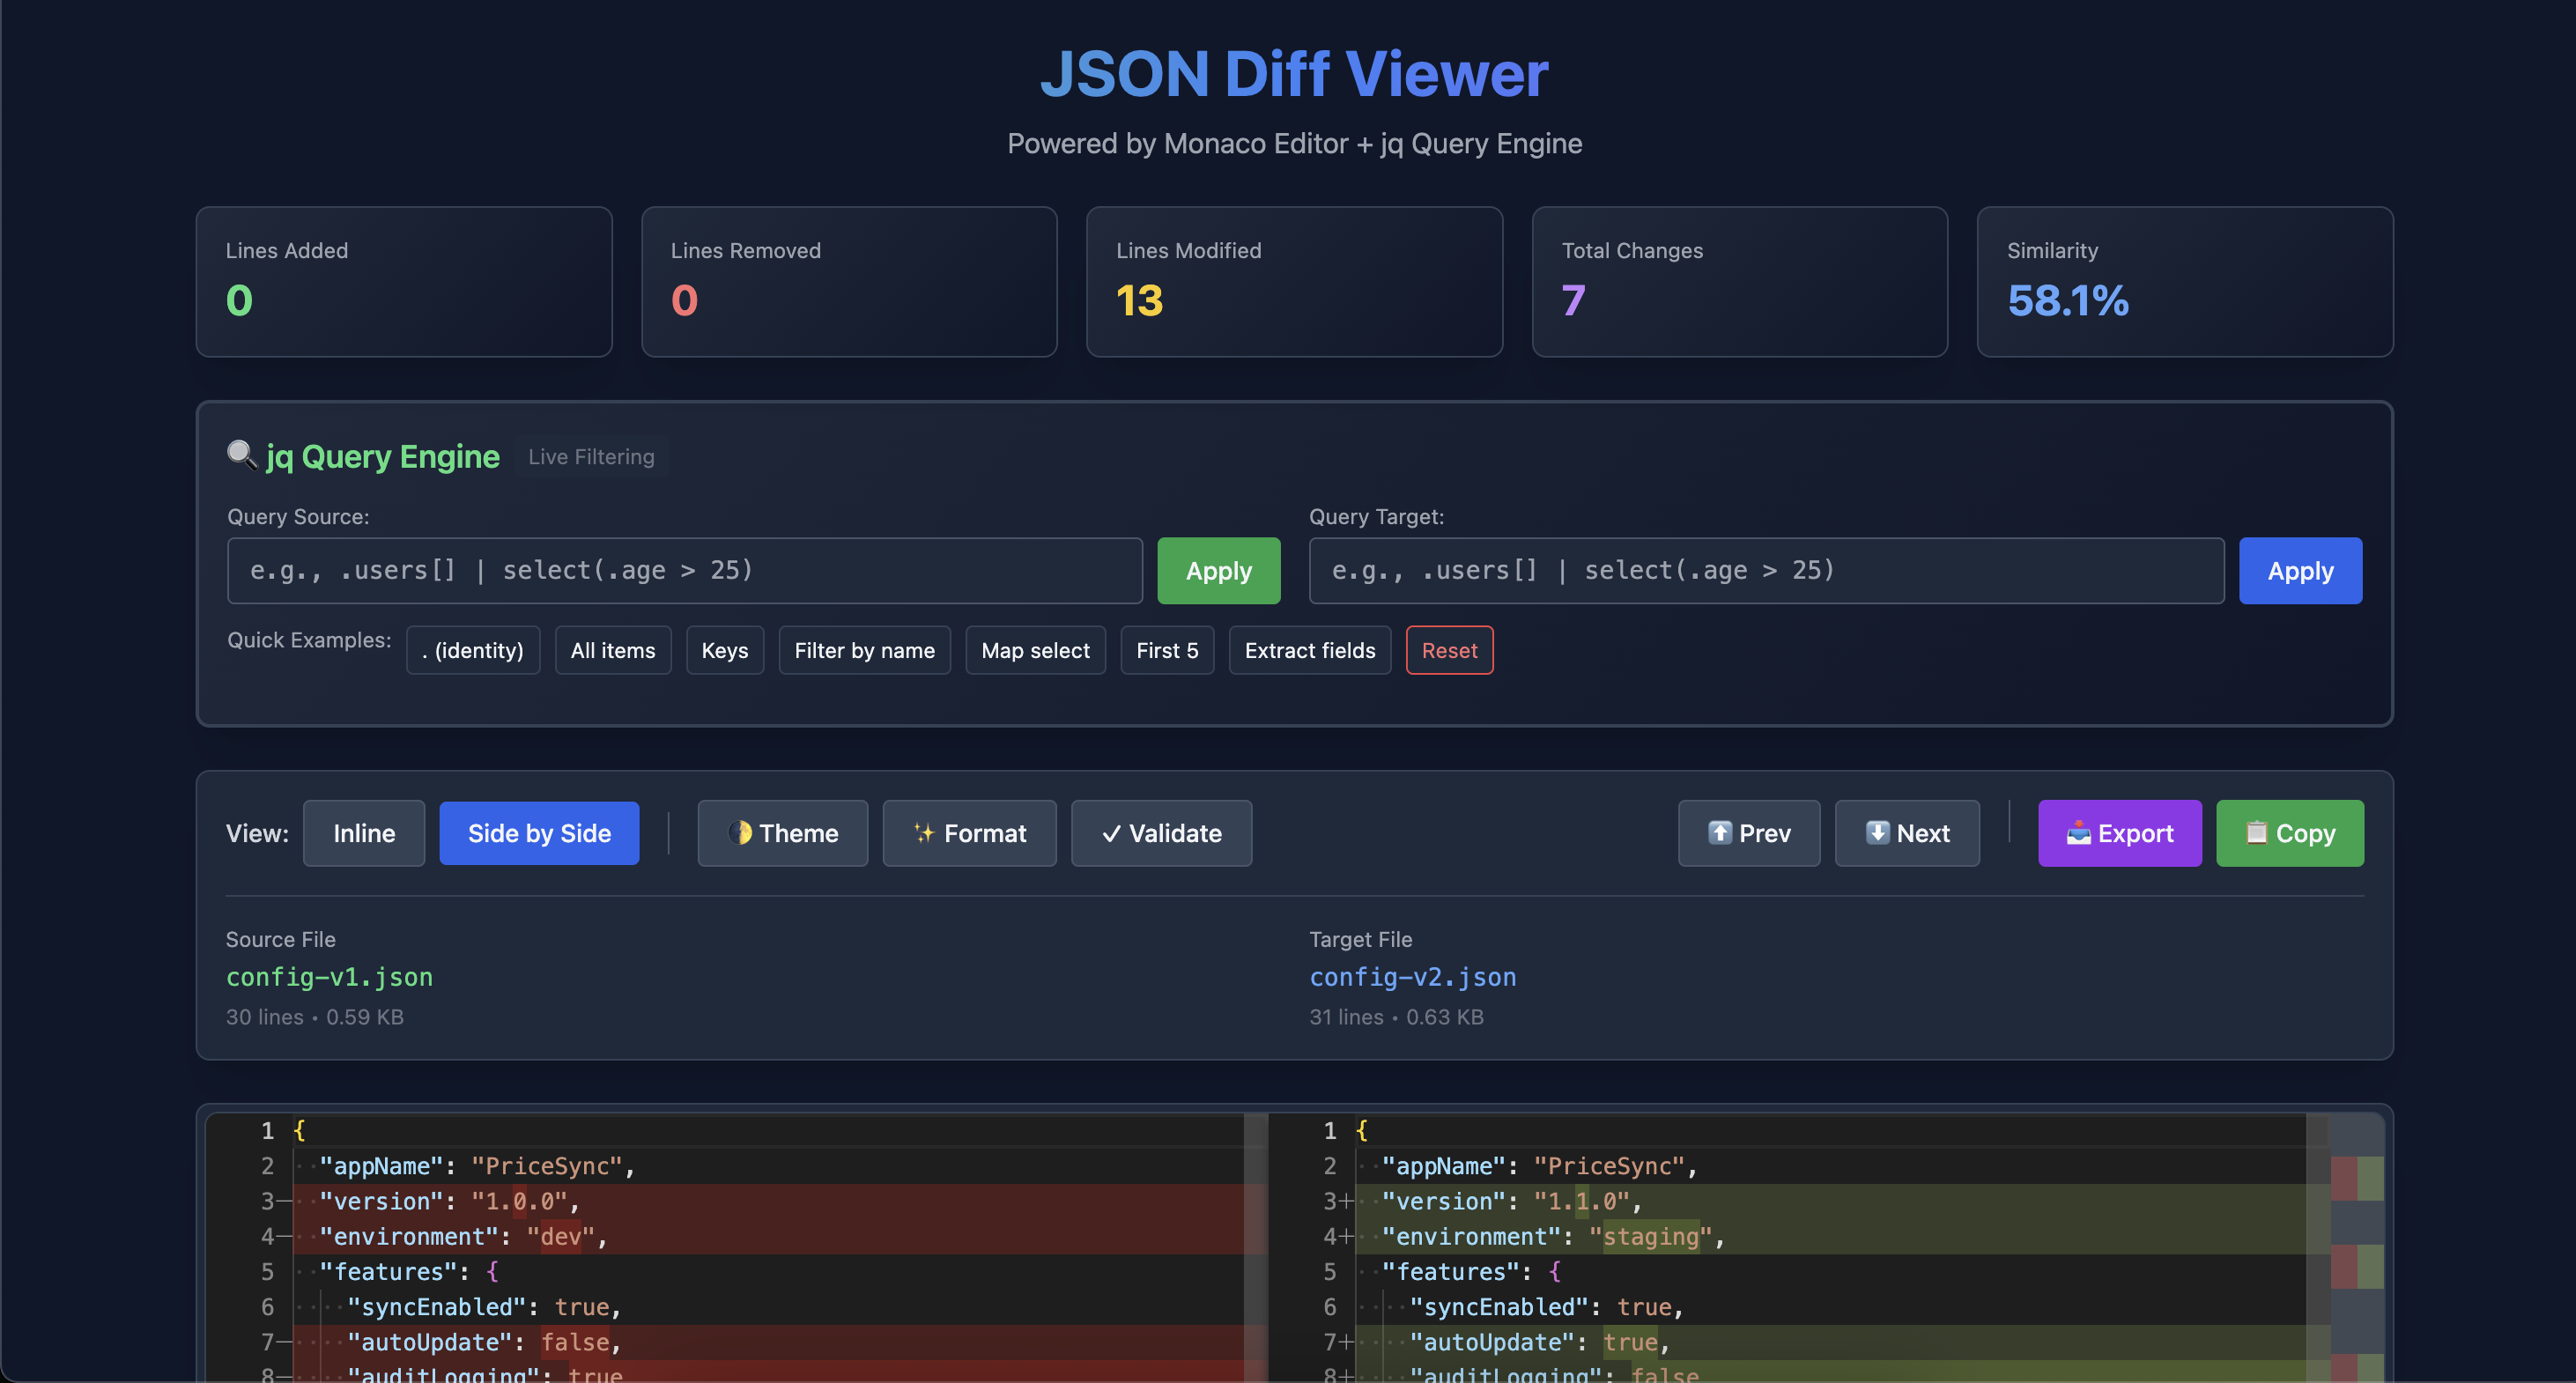 JSON Diff Viewer
Powered by Monaco Editor + jq Query Engine
Lines Added
0
Lines Removed
0
Lines Modified
13
Total Changes
7
Similarity
58.1%
🔍 jq Query Engine Live Filtering
Query Source:
e.g., .users[] | select(.age > 25)
Apply
Query Target:
e.g., .users[] | select(.age > 25)
Apply
Quick Examples: . (identity) All items Keys Filter by name Map select First 5 Extract fields Reset
View: Inline Side by Side 🌗 Theme ✨ Format ✓ Validate ⬆️ Prev ⬇️ Next 📤 Export 📋 Copy
Source File
config-v1.json
30 lines • 0.59 KB
Target File
config-v2.json
31 lines • 0.63 KB
1 {
2 "appName": "PriceSync",
3− "version": "1.0.0",
4− "environment": "dev",
5 "features": {
6 "syncEnabled": true,
7− "autoUpdate": false,
8− "auditLogging": true
1 {
2 "appName": "PriceSync",
3+ "version": "1.1.0",
4+ "environment": "staging",
5 "features": {
6 "syncEnabled": true,
7+ "autoUpdate": true,
8+ "auditLogging": false